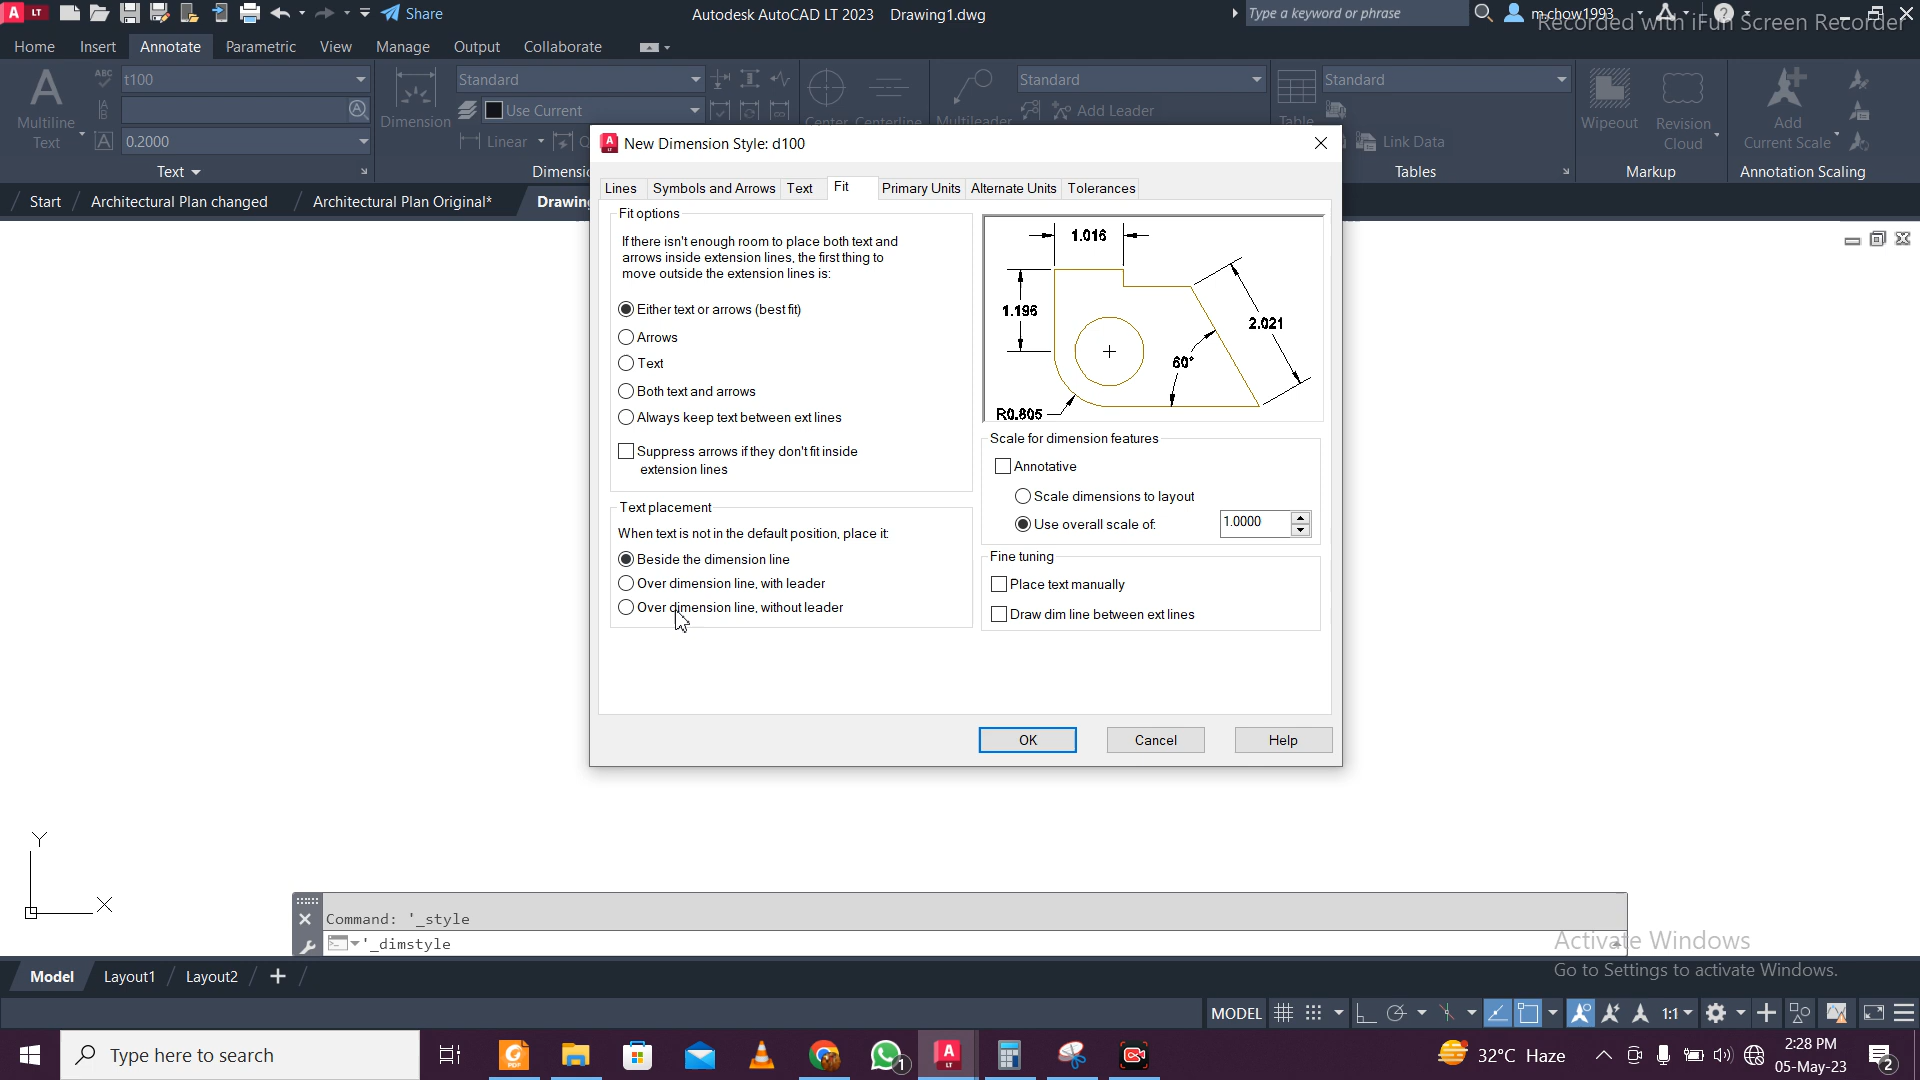 LT Share Autodesk AutoCAD LT 2023 Drawing1.dwg Type a keyword or phrase m.chow1993
Recorded with iFun Screen Recorder
Home Insert Annotate Parametric View Manage Output Collaborate
ABC t100 Standard Standard Standard
Use Current Add Leader
Multiline Text Dimension Center Centerline Multileader Table Wipeout Revision Cloud Add Current Scale
0.2000 Linear Link Data
Text Tables Markup Annotation Scaling
Start Architectural Plan changed Architectural Plan Original*
New Dimension Style: d100
Lines Symbols and Arrows Text Fit Primary Units Alternate Units Tolerances
Fit options
If there isn't enough room to place both text and
arrows inside extension lines, the first thing to
move outside the extension lines is:
Either text or arrows (best fit)
Arrows
Text
Both text and arrows
Always keep text between ext lines
Suppress arrows if they don't fit inside
extension lines
Text placement
When text is not in the default position, place it:
Beside the dimension line
Over dimension line, with leader
Over dimension line, without leader
1.016
1.196
2.021
60°
R0.805
Scale for dimension features
Annotative
Scale dimensions to layout
Use overall scale of: 1.0000
Fine tuning
Place text manually
Draw dim line between ext lines
OK Cancel Help
Y
X
Command: '_style
'_dimstyle
Activate Windows
Go to Settings to activate Windows.
Model Layout1 Layout2 +
MODEL 1:1
Type here to search 1 32°C Haze 2:28 PM
05-May-23 2